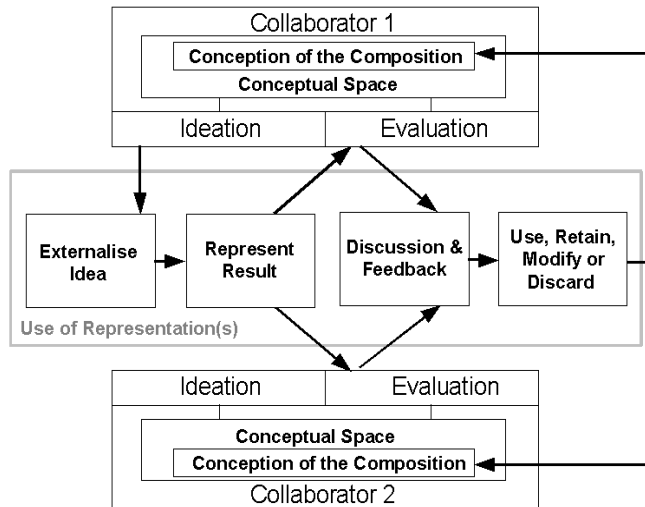 Collaborator 1
Conception of the Composition
Conceptual Space
Ideation
Evaluation
Externalise
Idea
Represent
Result
Discussion &
Feedback
Use, Retain,
Modify or
Discard
Use of Representation(s)
Ideation
Evaluation
Conceptual Space
Conception of the Composition
Collaborator 2